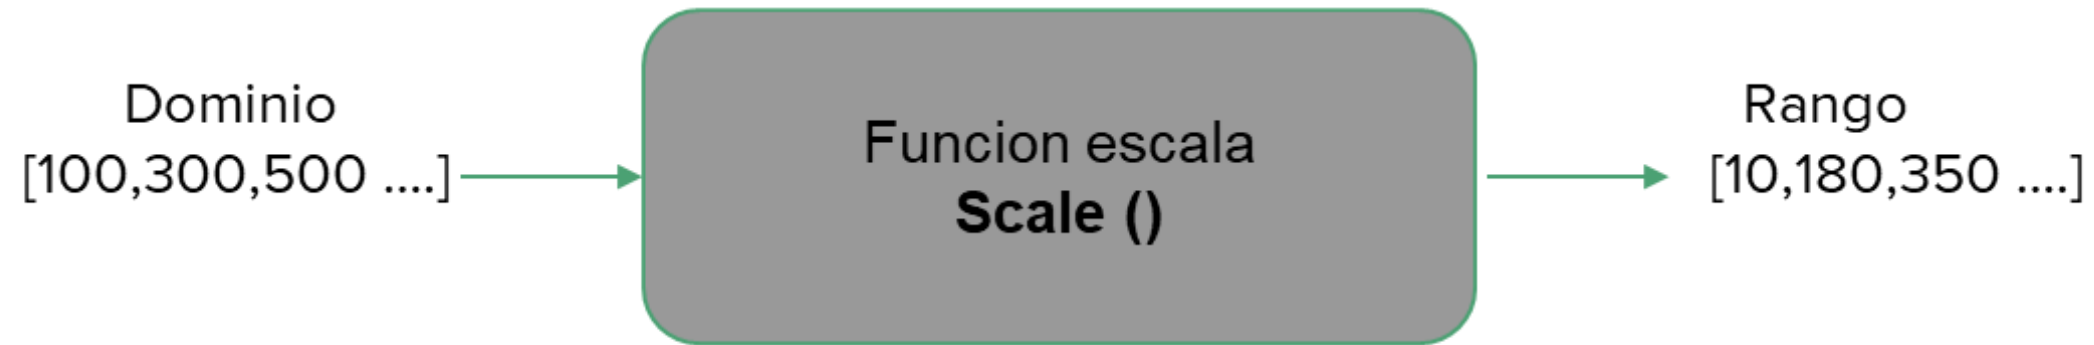 Dominio
[100,300,500 ....]
Funcion escala
Scale ()
Rango
[10,180,350 ....]